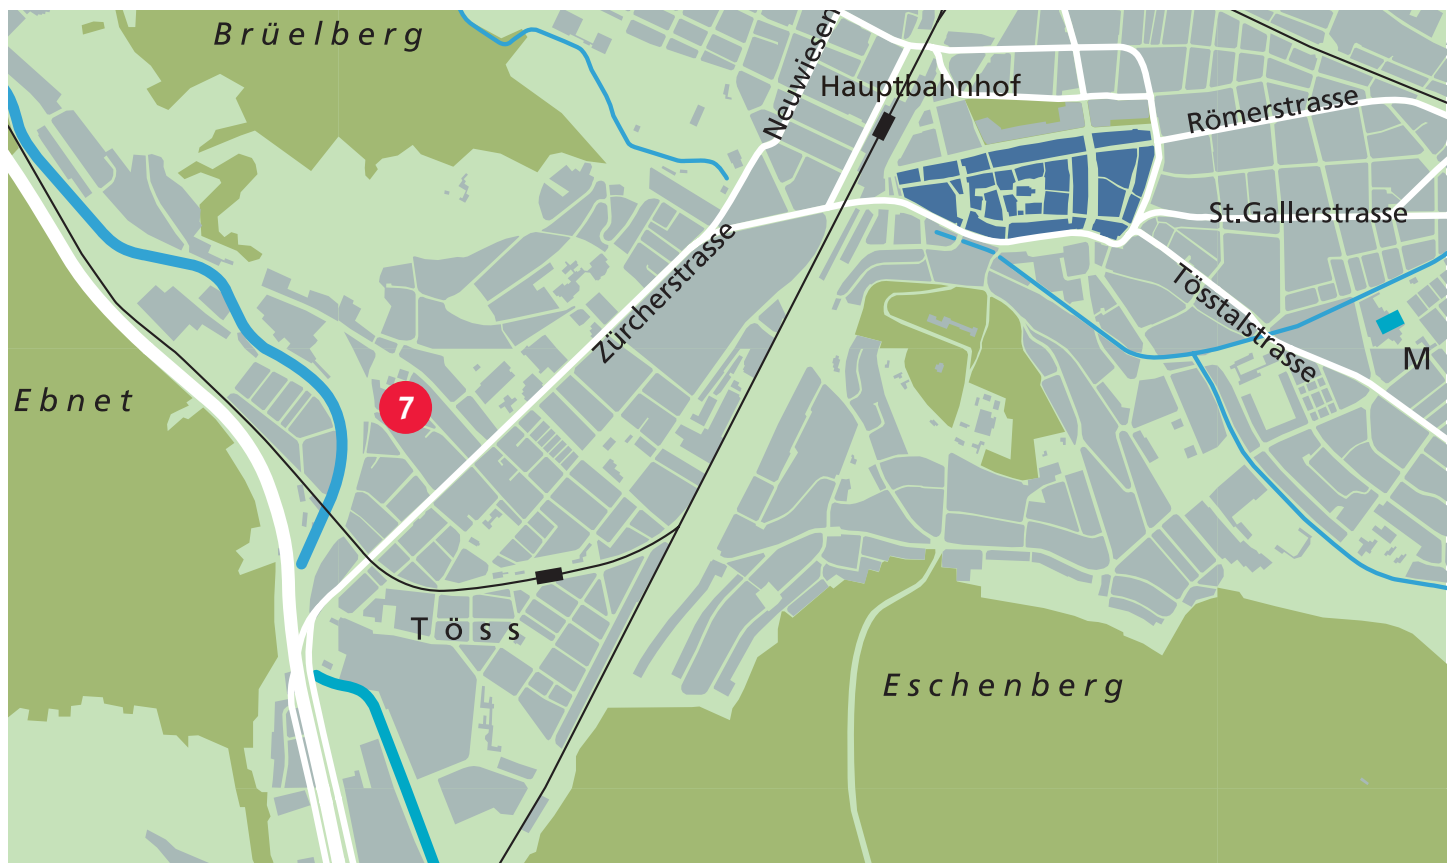 Brüelberg
Neuwiesen
Hauptbahnhof
Römerstrasse
St.Gallerstrasse
Zürcherstrasse
Tösstalstrasse
M
Ebnet
7
Töss
Eschenberg